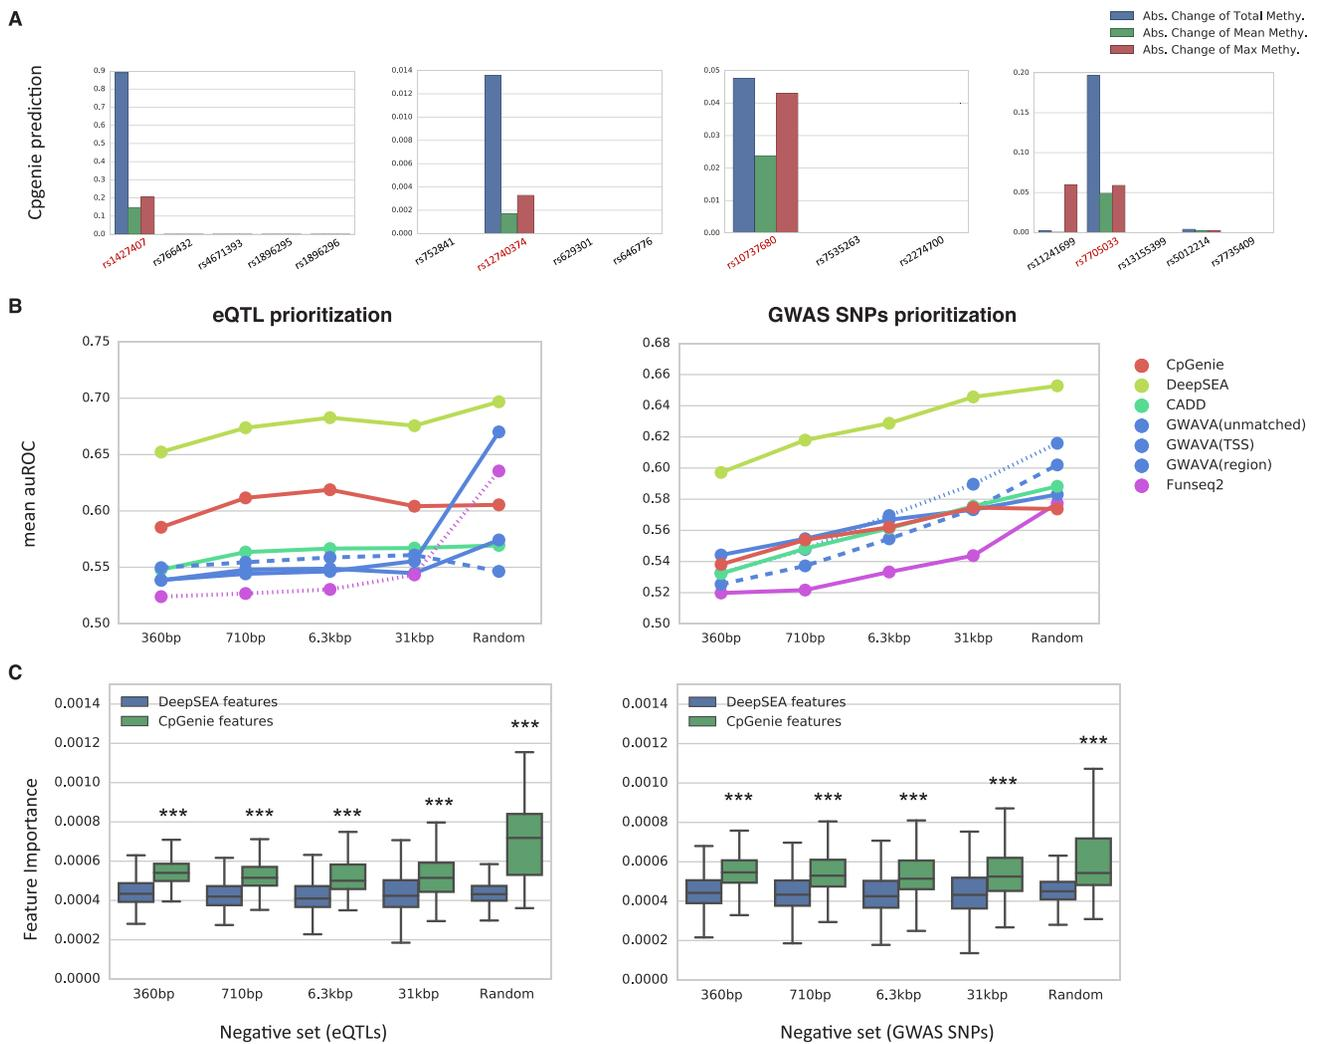 A
Abs. Change of Total Methy.
Abs. Change of Mean Methy.
Abs. Change of Max Methy.
Cpgenie prediction
0.9
0.8
0.7
0.6
0.5
0.4
0.3
0.2
0.1
0.0
rs1427407 rs766432 rs4671393 rs1896295 rs1896296
0.014
0.012
0.010
0.008
0.006
0.004
0.002
0.000
rs752841 rs12740374 rs629301 rs646776
0.05
0.04
0.03
0.02
0.01
0.00
rs10737680 rs7535263 rs2274700
0.20
0.15
0.10
0.05
0.00
rs11241699 rs7705033 rs13155399 rs501214 rs7735409
B
eQTL prioritization
mean auROC
0.75
0.70
0.65
0.60
0.55
0.50
360bp 710bp 6.3kbp 31kbp Random
GWAS SNPs prioritization
0.68
0.66
0.64
0.62
0.60
0.58
0.56
0.54
0.52
0.50
360bp 710bp 6.3kbp 31kbp Random
CpGenie
DeepSEA
CADD
GWAVA(unmatched)
GWAVA(TSS)
GWAVA(region)
Funseq2
C
Feature Importance
0.0014
0.0012
0.0010
0.0008
0.0006
0.0004
0.0002
0.0000
DeepSEA features
CpGenie features
*** *** *** *** ***
360bp 710bp 6.3kbp 31kbp Random
Negative set (eQTLs)
0.0014
0.0012
0.0010
0.0008
0.0006
0.0004
0.0002
0.0000
DeepSEA features
CpGenie features
*** *** *** *** ***
360bp 710bp 6.3kbp 31kbp Random
Negative set (GWAS SNPs)